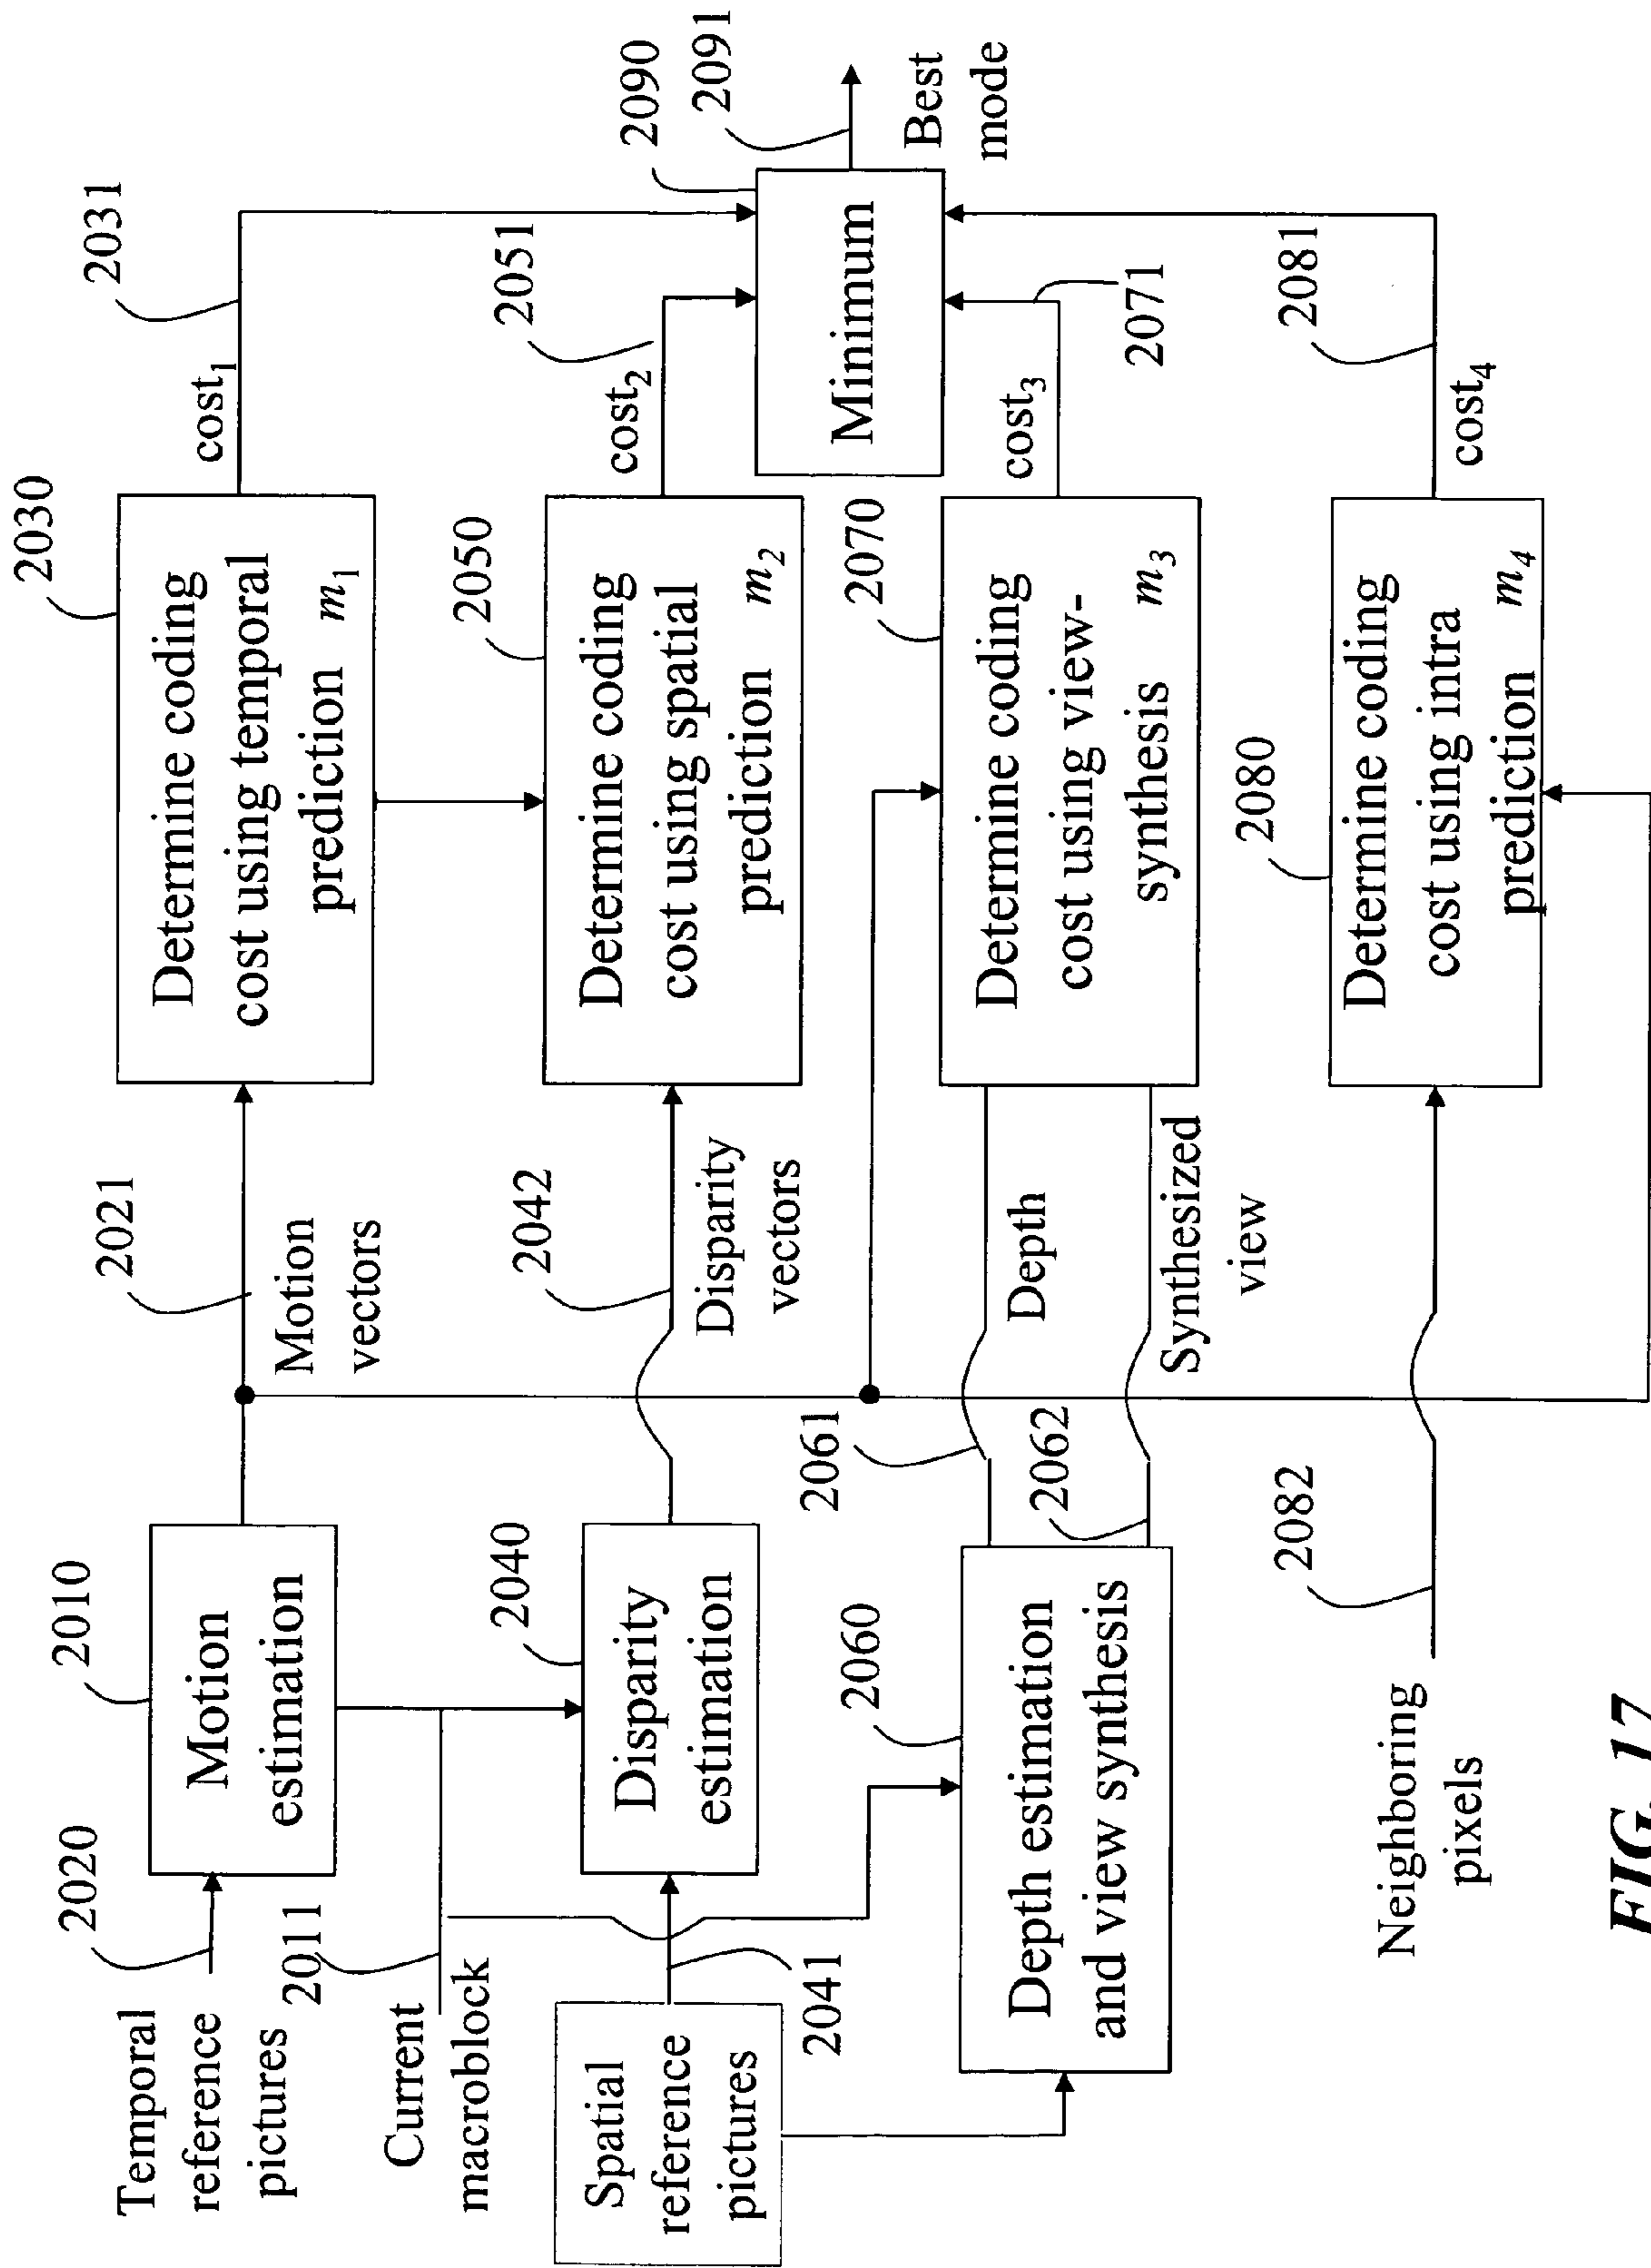 2010
2020
Motion
estimation
Temporal
reference
pictures
2011
Current
macroblock
2021
Motion
vectors
2030
Determine coding
cost using temporal
prediction m₁
cost₁
2031
2040
Disparity
estimation
Spatial
reference
pictures
2041
2042
Disparity
vectors
2050
Determine coding
cost using spatial
prediction m₂
cost₂
2051
2090
Minimum
2091
Best
mode
2060
Depth estimation
and view synthesis
2061
Depth
2062
Synthesized
view
2070
Determine coding
cost using view-
synthesis m₃
cost₃
2071
Neighboring
pixels
2082
2080
Determine coding
cost using intra
prediction m₄
cost₄
2081
FIG. 17